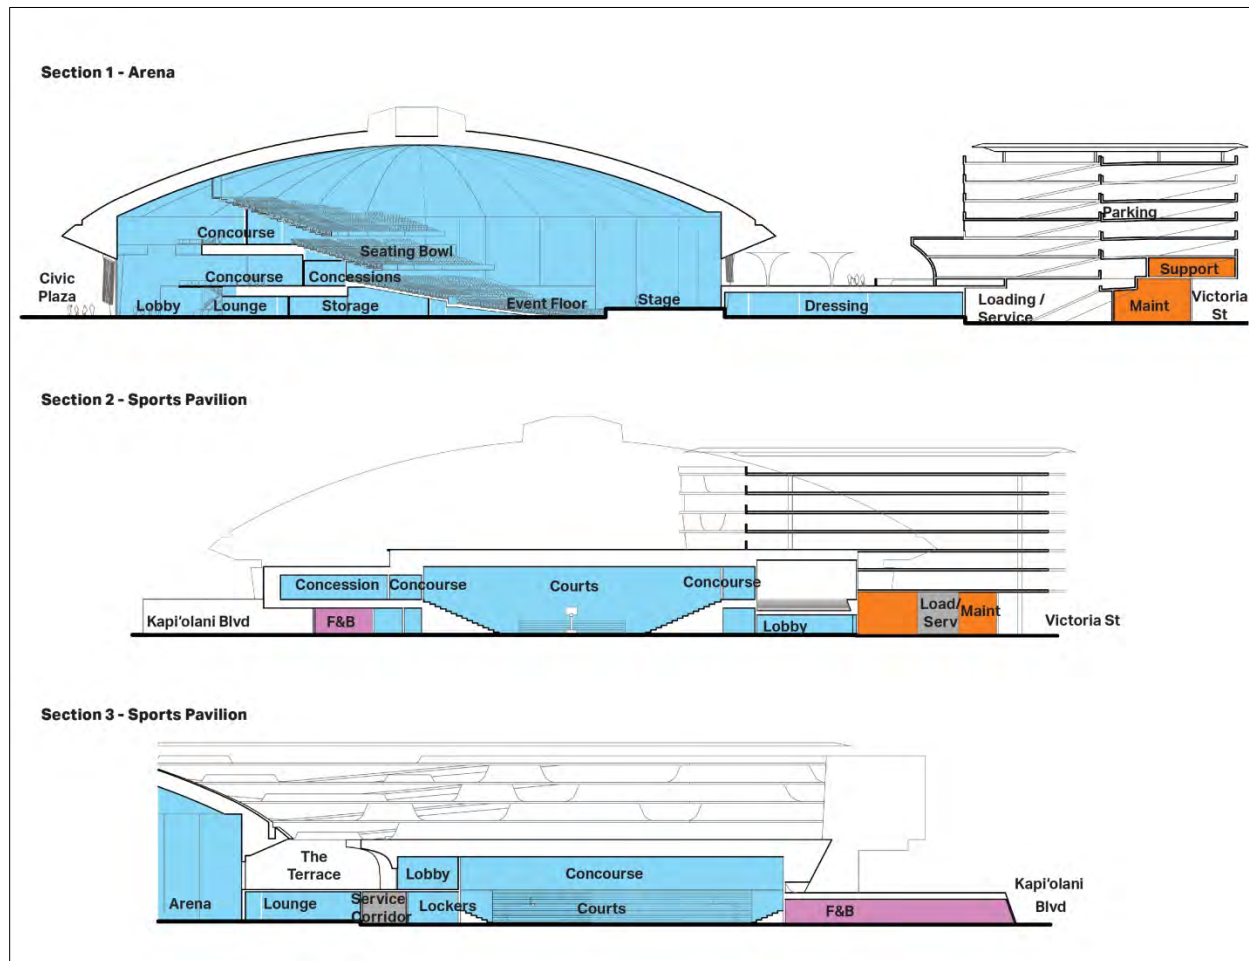 Section 1 - Arena
Concourse
Seating Bowl
Parking
Civic
Plaza
Concourse
Concessions
Support
Lobby
Lounge
Storage
Event Floor
Stage
Dressing
Loading /
Service
Maint
Victoria
St
Section 2 - Sports Pavilion
Concession
Concourse
Courts
Concourse
Kapi'olani Blvd
F&B
Lobby
Load/
Serv
Maint
Victoria St
Section 3 - Sports Pavilion
The
Terrace
Lobby
Concourse
Arena
Lounge
Service
Corridor
Lockers
Courts
F&B
Kapi'olani
Blvd